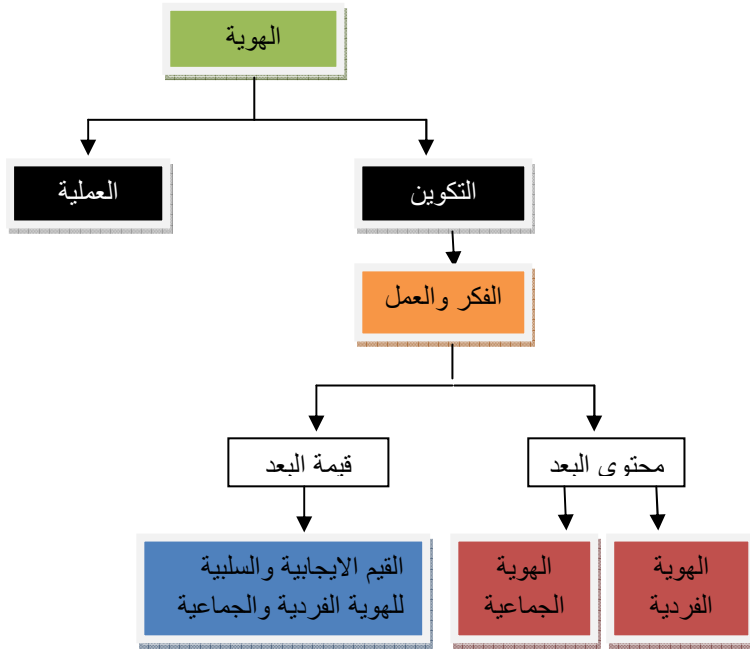 الهوية
التكوين
العملية
الفكر والعمل
محتوى البعد
قيمة البعد
الهوية
الفردية
الهوية
الجماعية
القيم الايجابية والسلبية
للهوية الفردية والجماعية